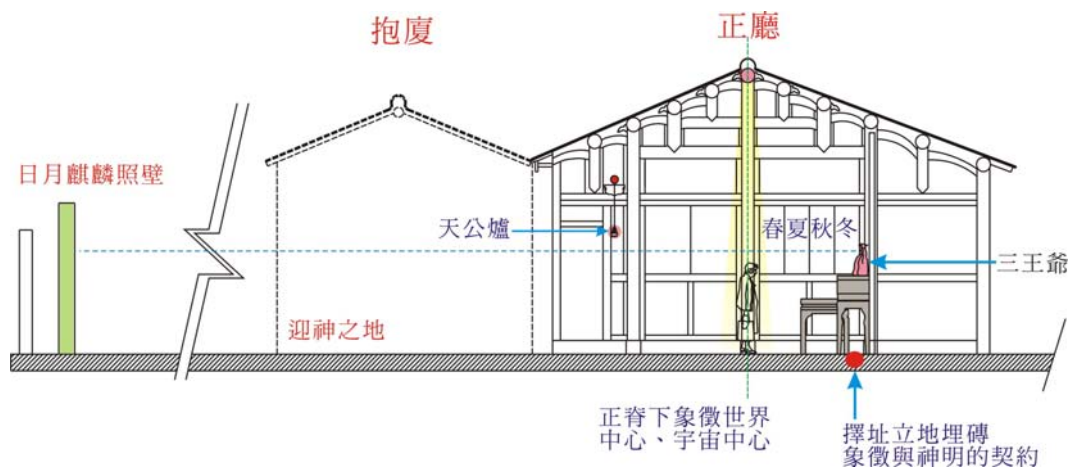 抱廈
正廳
日月麒麟照壁
天公爐
春夏秋冬
三王爺
迎神之地
正脊下象徵世界
中心、宇宙中心
擇址立地埋磚
象徵與神明的契約